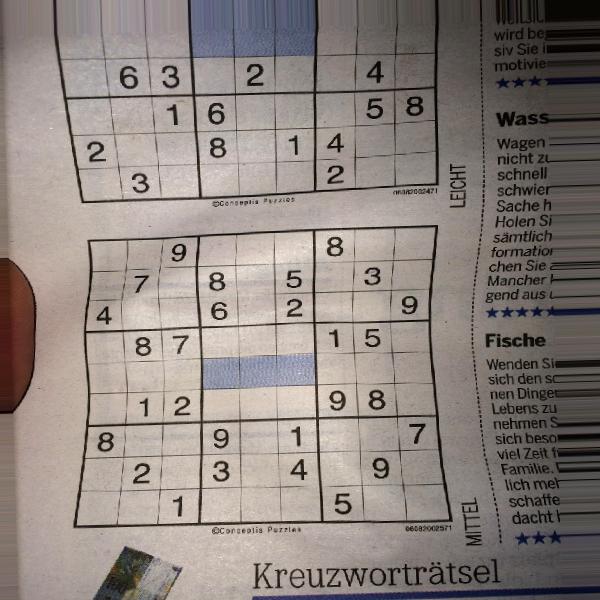 wird be
siv Sie i
motivie
6 3 2 4
1 6 5 8
2 8 1 4
3 2
©Conceptis Puzzles 06082002471
LEICHT
9 8
7 8 5 3
4 6 2 9
8 7 1 5
1 2 9 8
8 9 1 7
2 3 4 9
1 5
©Conceptis Puzzles 06082002571
MITTEL
Wass
Wagen
nicht zu
schnell
schwier
Sache h
Holen Si
sämtlich
formation
chen Sie a
Mancher
gend aus u
Fische
Wenden Si
sich den sc
nen Dingen
Lebens zu
nehmen S
sich beso
viel Zeit f
Familie.
lich meh
schaffe
dacht
Kreuzworträtsel